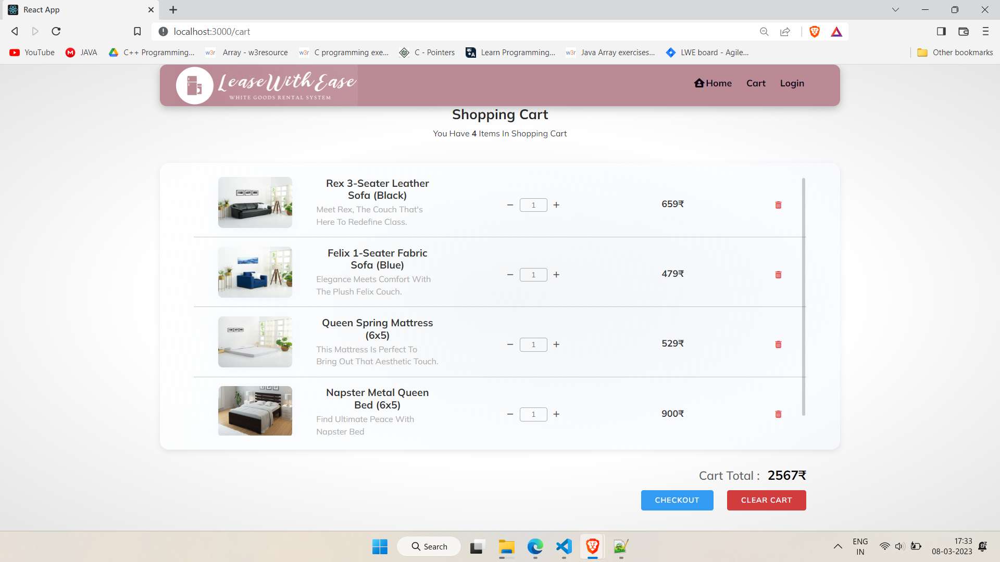 React App
localhost:3000/cart
YouTube
JAVA
C++ Programming...
w3r
Array - w3resource
w3r
C programming exe...
C - Pointers
Learn Programming...
w3r
Java Array exercises...
LWE board - Agile...
Other bookmarks
LeaseWithEase
WHITE GOODS RENTAL SYSTEM
Home
Cart
Login
Shopping Cart
You Have 4 Items In Shopping Cart
Rex 3-Seater Leather
Sofa (Black)
Meet Rex, The Couch That's
Here To Redefine Class.
− 1 +
659₹
Felix 1-Seater Fabric
Sofa (Blue)
Elegance Meets Comfort With
The Plush Felix Couch.
− 1 +
479₹
Queen Spring Mattress
(6x5)
This Mattress Is Perfect To
Bring Out That Aesthetic Touch.
− 1 +
529₹
Napster Metal Queen
Bed (6x5)
Find Ultimate Peace With
Napster Bed
− 1 +
900₹
Cart Total : 2567₹
CHECKOUT
CLEAR CART
Search
ENG
IN
17:33
08-03-2023